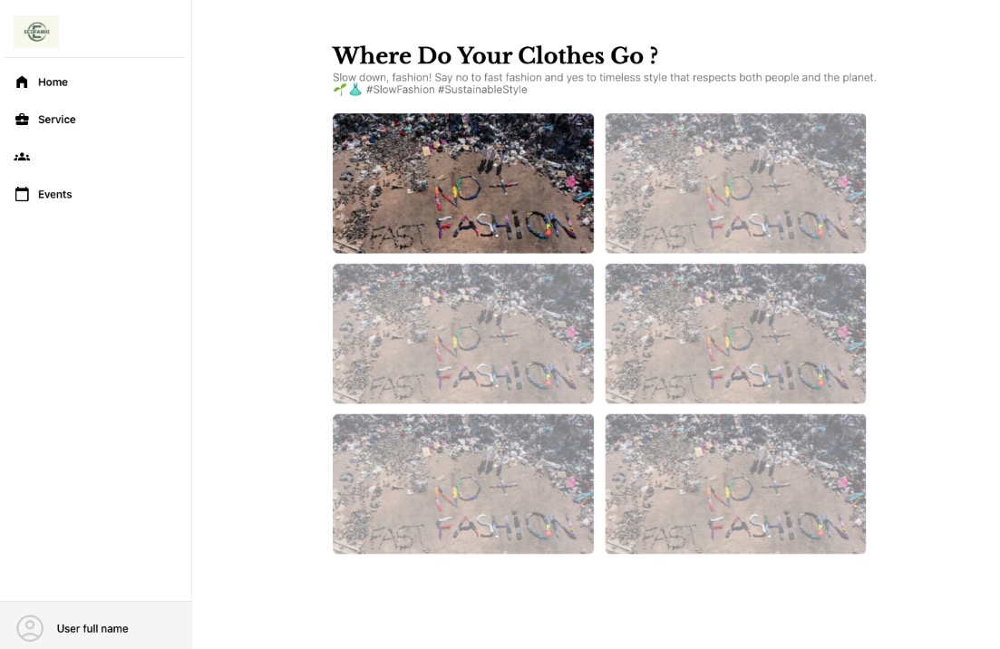 ECOFABRI
Home
Service
Events
User full name
Where Do Your Clothes Go ?
Slow down, fashion! Say no to fast fashion and yes to timeless style that respects both people and the planet.
🌱👗 #SlowFashion #SustainableStyle
NO +
FAST FASHION
NO +
FAST FASHION
NO +
FAST FASHION
NO +
FAST FASHION
NO +
FAST FASHION
NO +
FAST FASHION